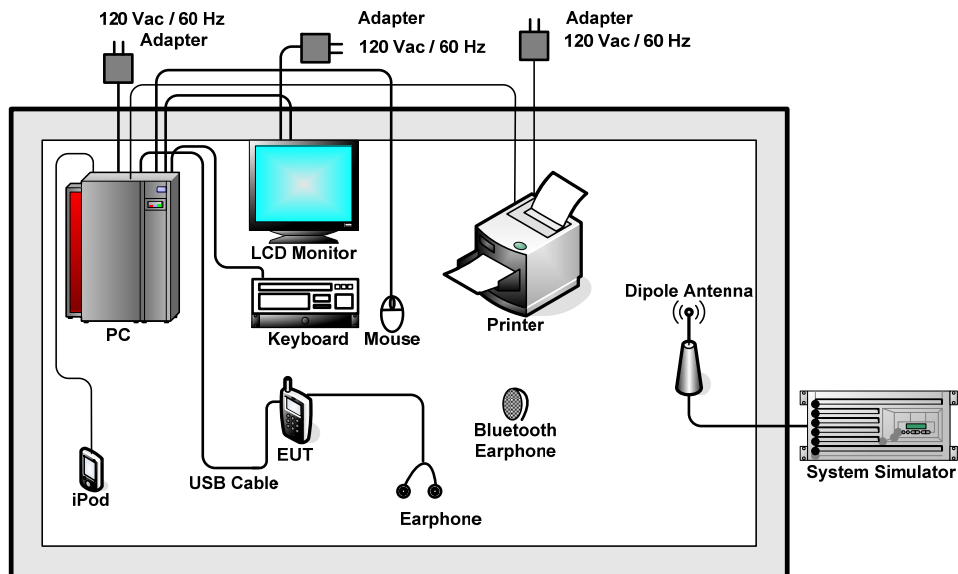 120 Vac / 60 Hz
Adapter
Adapter
120 Vac / 60 Hz
Adapter
120 Vac / 60 Hz
LCD Monitor
PC
Keyboard
Mouse
Printer
Dipole Antenna
EUT
USB Cable
iPod
Earphone
Bluetooth
Earphone
System Simulator